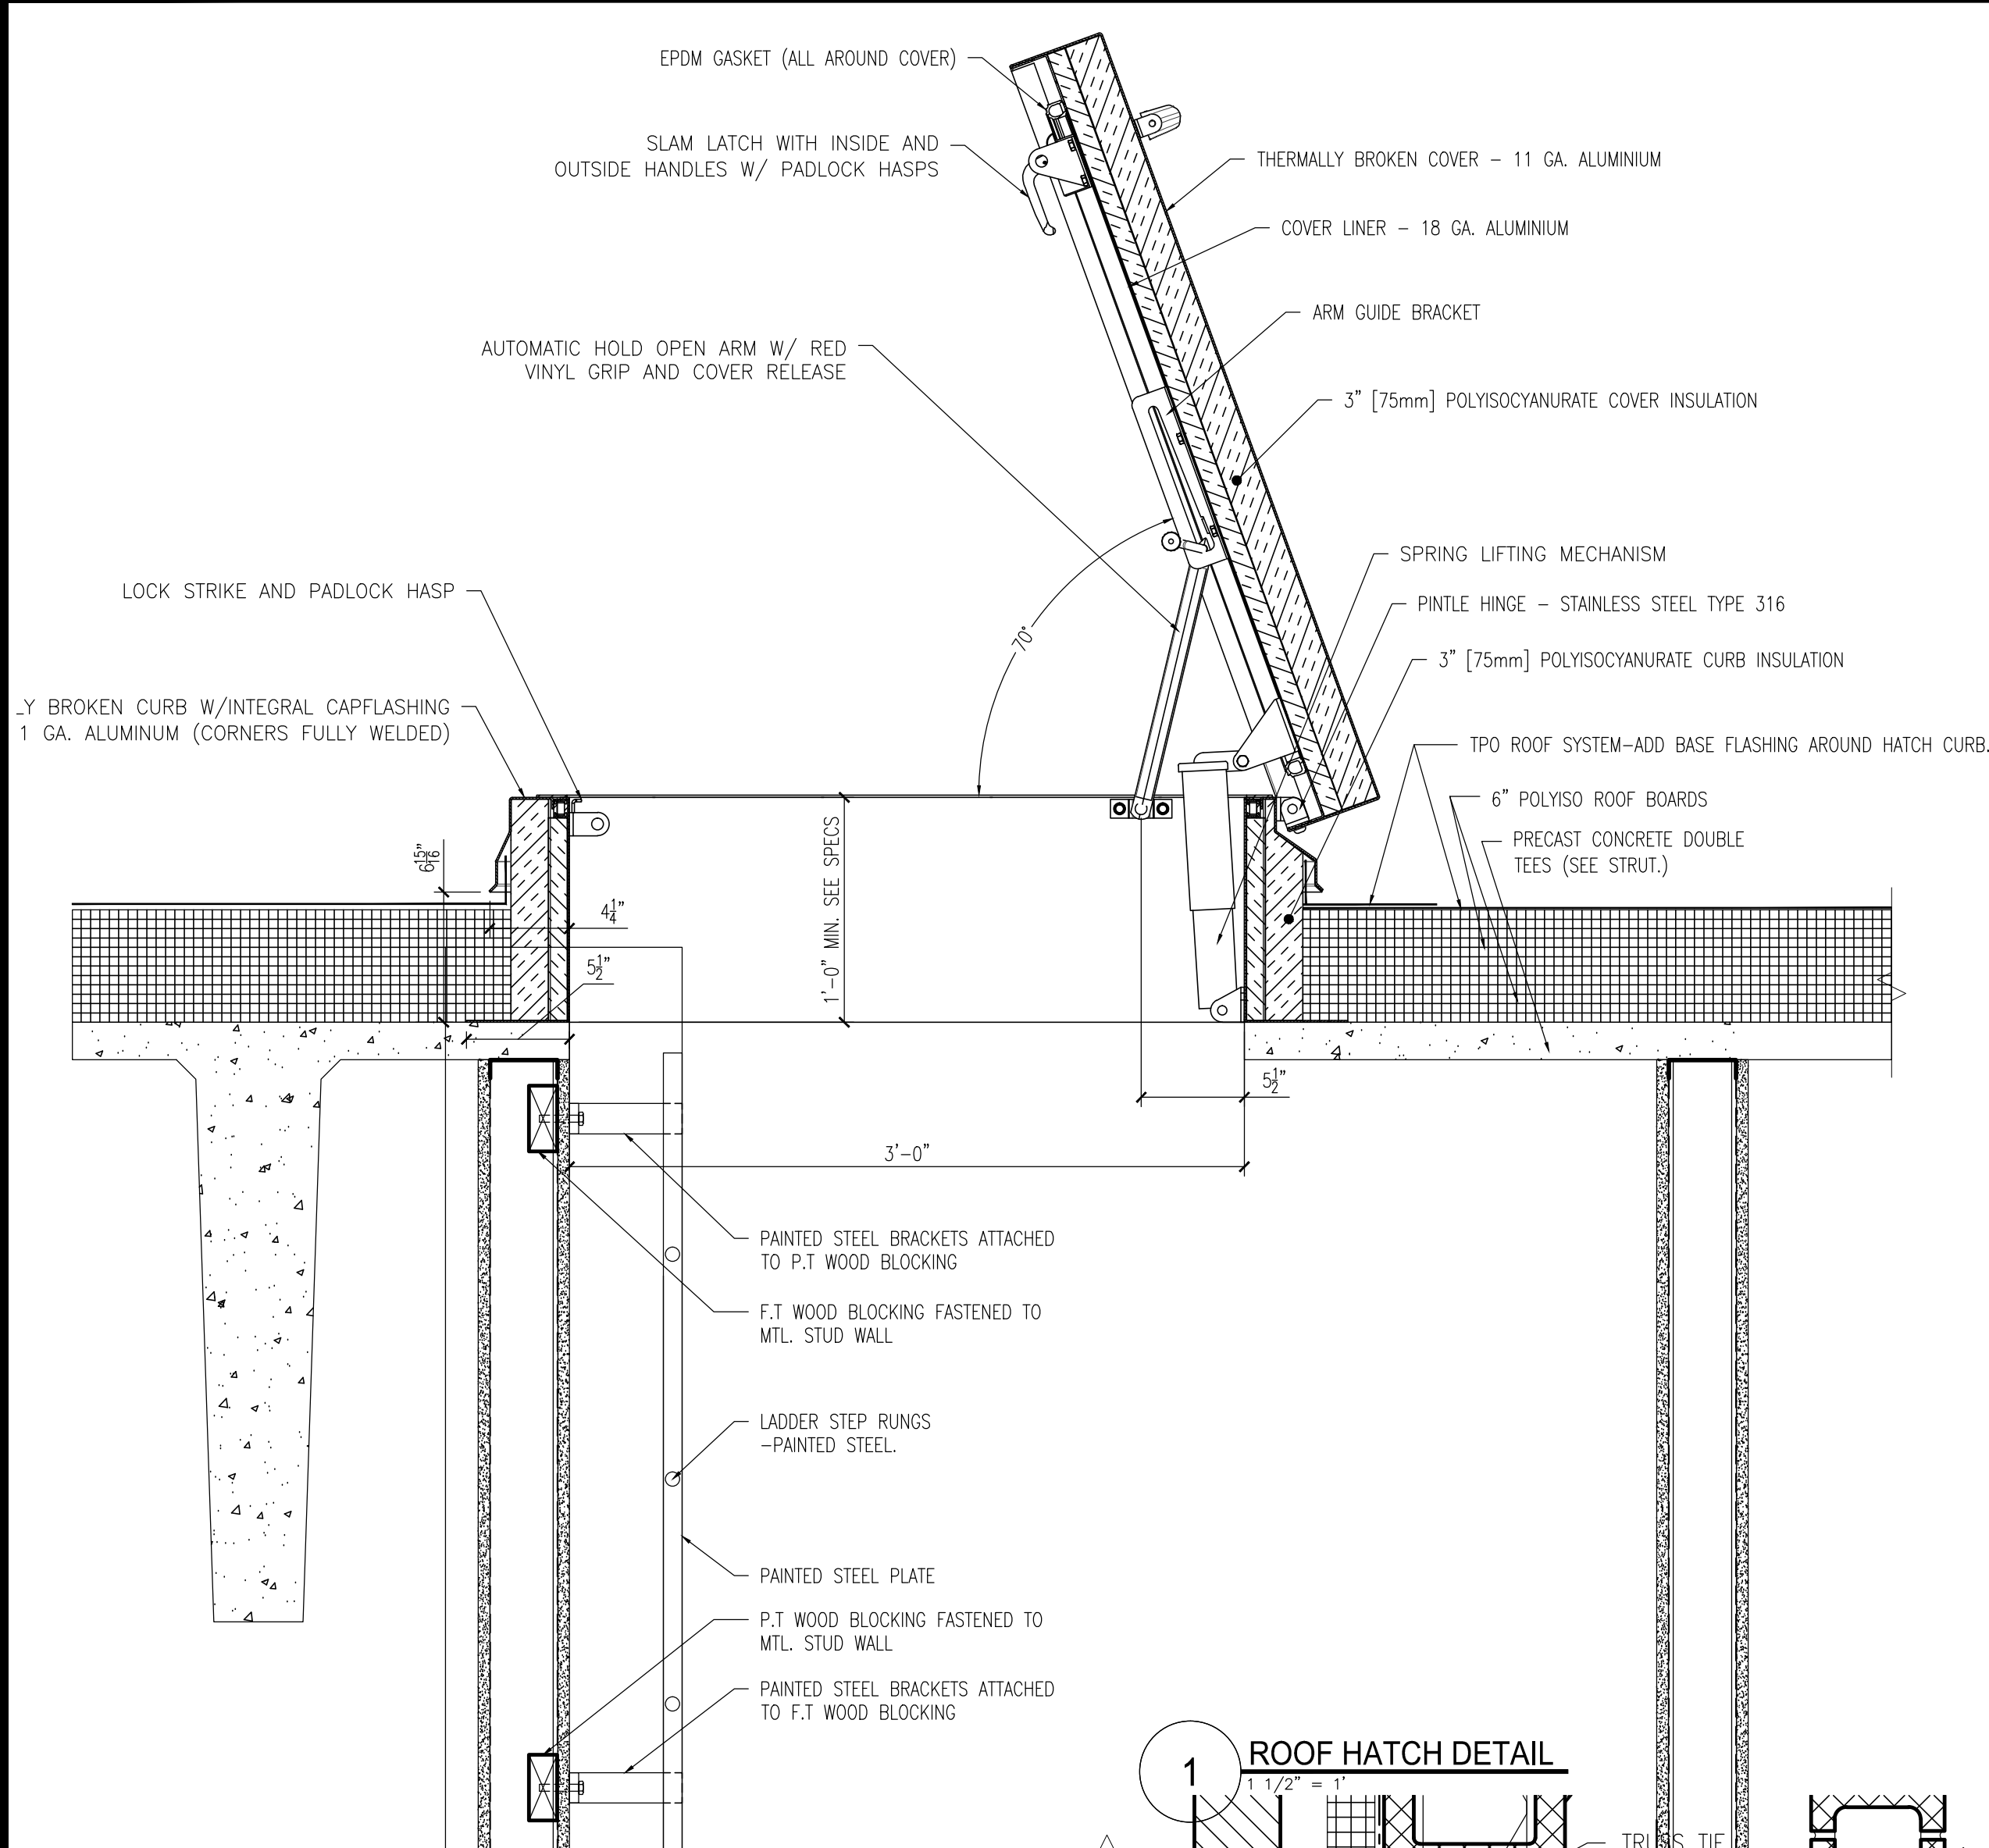 EPDM GASKET (ALL AROUND COVER)
SLAM LATCH WITH INSIDE AND
OUTSIDE HANDLES W/ PADLOCK HASPS
THERMALLY BROKEN COVER – 11 GA. ALUMINIUM
COVER LINER – 18 GA. ALUMINIUM
ARM GUIDE BRACKET
AUTOMATIC HOLD OPEN ARM W/ RED
VINYL GRIP AND COVER RELEASE
3" [75mm] POLYISOCYANURATE COVER INSULATION
SPRING LIFTING MECHANISM
LOCK STRIKE AND PADLOCK HASP
PINTLE HINGE – STAINLESS STEEL TYPE 316
70°
3" [75mm] POLYISOCYANURATE CURB INSULATION
LY BROKEN CURB W/INTEGRAL CAPFLASHING
1 GA. ALUMINUM (CORNERS FULLY WELDED)
TPO ROOF SYSTEM–ADD BASE FLASHING AROUND HATCH CURB.
6" POLYISO ROOF BOARDS
PRECAST CONCRETE DOUBLE
TEES (SEE STRUT.)
6 15/16"
1'–0" MIN. SEE SPECS
4 1/4"
5 1/2"
5 1/2"
3'–0"
PAINTED STEEL BRACKETS ATTACHED
TO P.T WOOD BLOCKING
F.T WOOD BLOCKING FASTENED TO
MTL. STUD WALL
LADDER STEP RUNGS
–PAINTED STEEL.
PAINTED STEEL PLATE
P.T WOOD BLOCKING FASTENED TO
MTL. STUD WALL
PAINTED STEEL BRACKETS ATTACHED
TO F.T WOOD BLOCKING
1
ROOF HATCH DETAIL
1 1/2" = 1'
TRUSS TIE